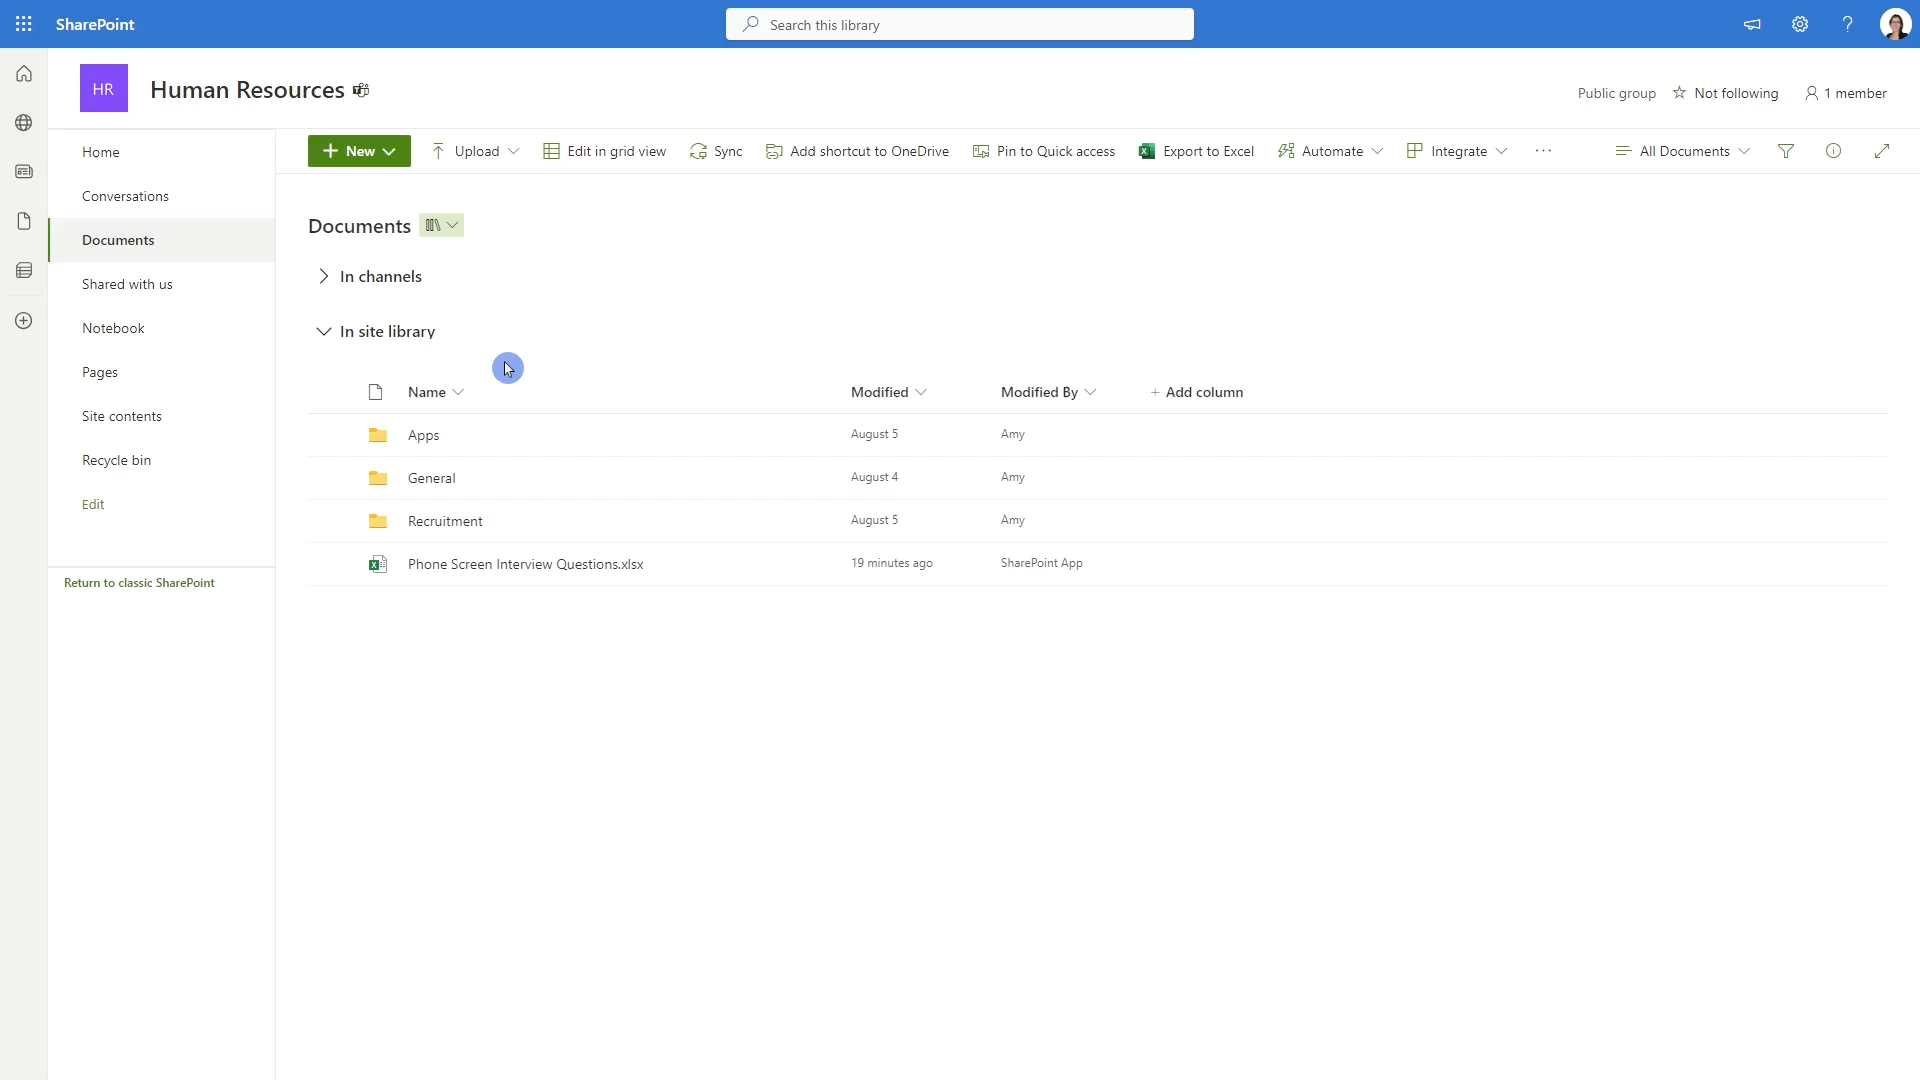 SharePoint
Search this library
HR
Human Resources
Public group
Not following
1 member
Home
Conversations
Documents
Shared with us
Notebook
Pages
Site contents
Recycle bin
Edit
Return to classic SharePoint
+ New
Upload
Edit in grid view
Sync
Add shortcut to OneDrive
Pin to Quick access
Export to Excel
Automate
Integrate
...
All Documents
Documents
In channels
In site library
Name Modified Modified By + Add column
Apps August 5 Amy
General August 4 Amy
Recruitment August 5 Amy
Phone Screen Interview Questions.xlsx 19 minutes ago SharePoint App